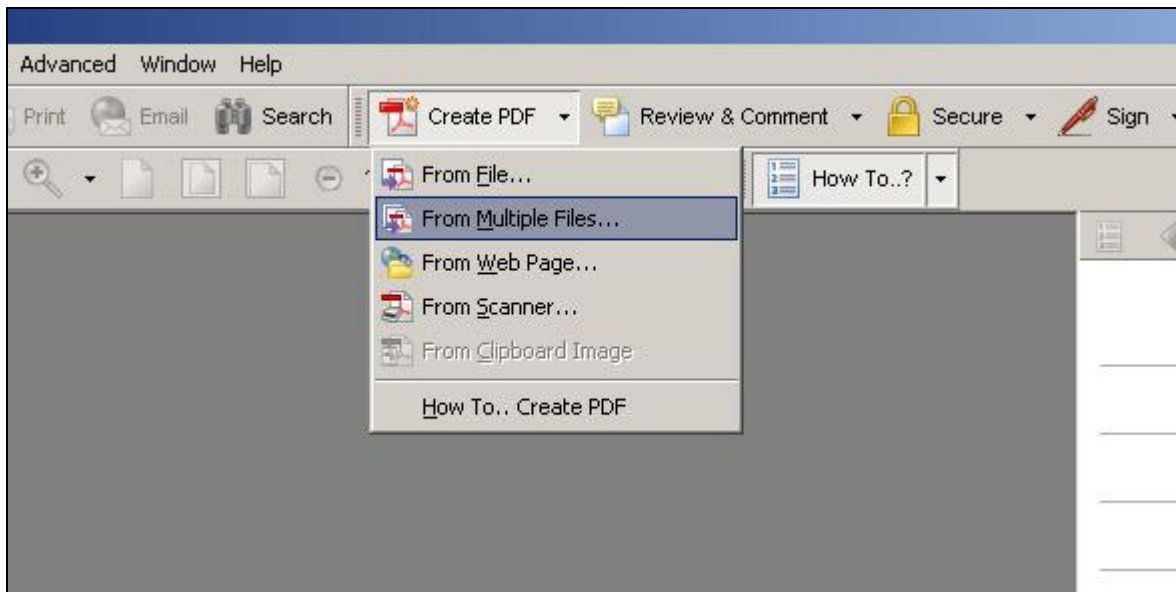 Advanced Window Help
Print Email Search Create PDF Review & Comment Secure Sign
How To..?
From File...
From Multiple Files...
From Web Page...
From Scanner...
From Clipboard Image
How To.. Create PDF